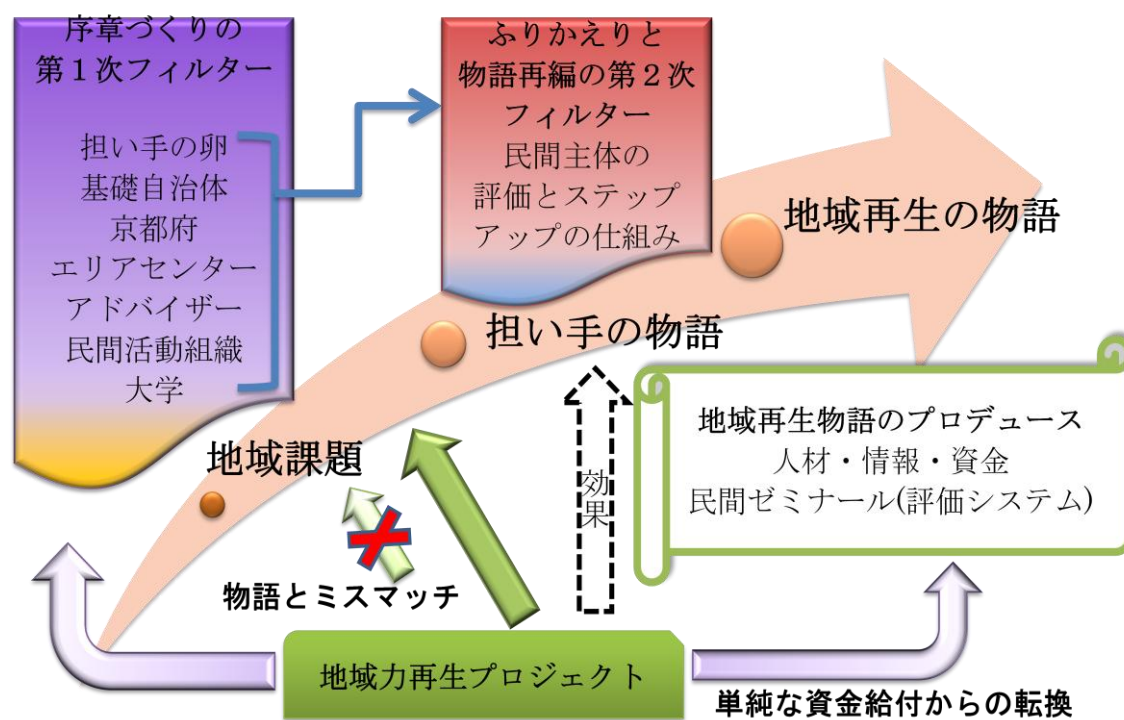 序章づくりの
第１次フィルター
担い手の卵
基礎自治体
京都府
エリアセンター
アドバイザー
民間活動組織
大学
ふりかえりと
物語再編の第２次
フィルター
民間主体の
評価とステップ
アップの仕組み
地域再生の物語
担い手の物語
地域課題
効果
地域再生物語のプロデュース
人材・情報・資金
民間ゼミナール(評価システム)
物語とミスマッチ
地域力再生プロジェクト
単純な資金給付からの転換